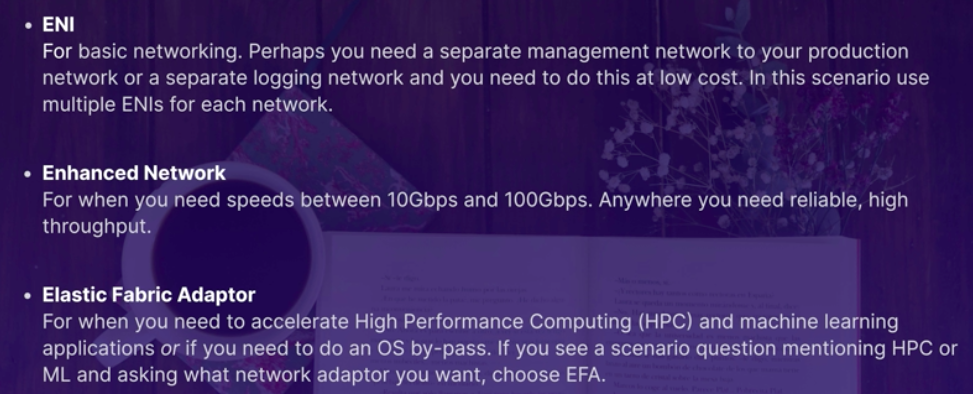 • ENI
For basic networking. Perhaps you need a separate management network to your production
network or a separate logging network and you need to do this at low cost. In this scenario use
multiple ENIs for each network.
• Enhanced Network
For when you need speeds between 10Gbps and 100Gbps. Anywhere you need reliable, high
throughput.
• Elastic Fabric Adaptor
For when you need to accelerate High Performance Computing (HPC) and machine learning
applications or if you need to do an OS by-pass. If you see a scenario question mentioning HPC or
ML and asking what network adaptor you want, choose EFA.